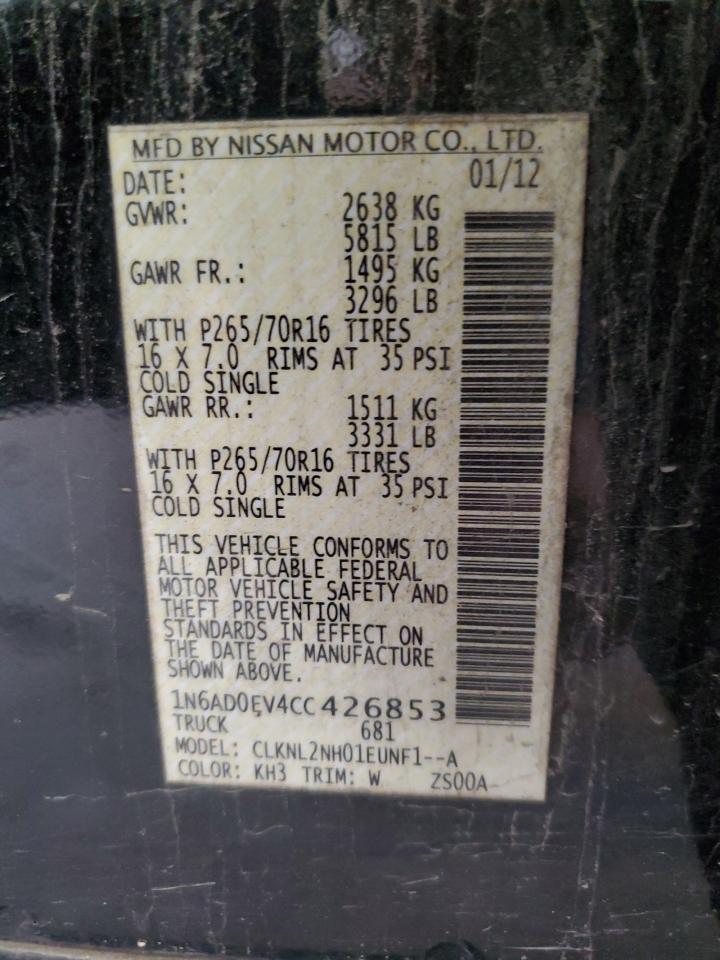 MFD BY NISSAN MOTOR CO., LTD.
DATE: 01/12
GVWR: 2638 KG
5815 LB
GAWR FR.: 1495 KG
3296 LB
WITH P265/70R16 TIRES
16 X 7.0 RIMS AT 35 PSI
COLD SINGLE
GAWR RR.: 1511 KG
3331 LB
WITH P265/70R16 TIRES
16 X 7.0 RIMS AT 35 PSI
COLD SINGLE
THIS VEHICLE CONFORMS TO
ALL APPLICABLE FEDERAL
MOTOR VEHICLE SAFETY AND
THEFT PREVENTION
STANDARDS IN EFFECT ON
THE DATE OF MANUFACTURE
SHOWN ABOVE.
1N6AD0EV4CC426853
TRUCK 681
MODEL: CLKNL2NH01EUNF1--A
COLOR: KH3 TRIM: W ZS00A